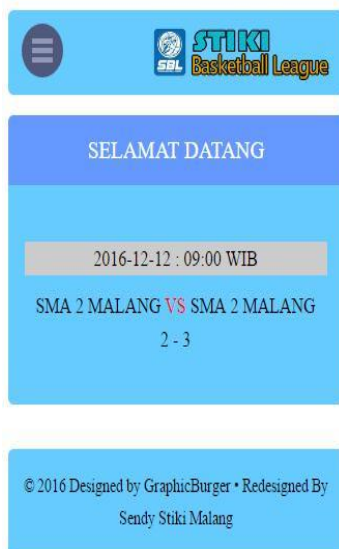 STIKI
SBL Basketball League
SELAMAT DATANG
2016-12-12 : 09:00 WIB
SMA 2 MALANG VS SMA 2 MALANG
2 - 3
© 2016 Designed by GraphicBurger • Redesigned By
Sendy Stiki Malang